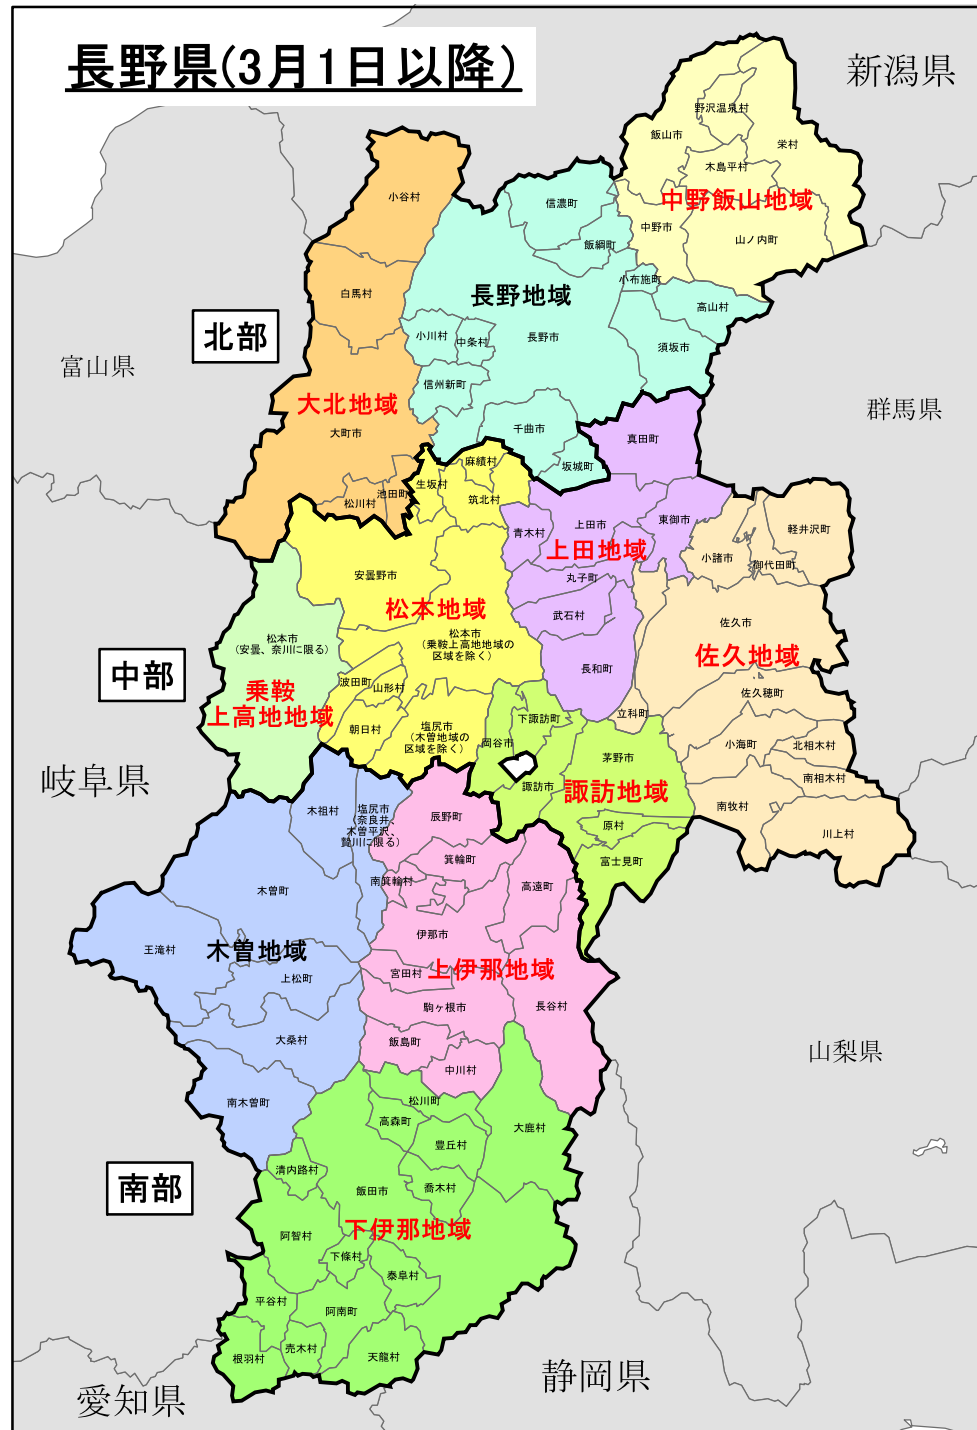 長野県(3月1日以降)
新潟県
野沢温泉村
飯山市
栄村
木島平村
中野飯山地域
小谷村
信濃町
中野市
山ノ内町
飯綱町
小布施町
白馬村
長野地域
高山村
北部
小川村
中条村
長野市
須坂市
富山県
信州新町
大北地域
群馬県
大町市
千曲市
真田町
麻績村
坂城町
生坂村
池田町
松川村
筑北村
東御市
上田市
青木村
軽井沢町
上田地域
小諸市
御代田町
安曇野市
丸子町
松本地域
武石村
佐久市
松本市
(安曇、奈川に限る)
松本市
(乗鞍上高地地域の
区域を除く)
佐久地域
中部
長和町
波田町
山形村
乗鞍
上高地地域
佐久穂町
立科町
下諏訪町
朝日村
塩尻市
(木曽地域の
区域を除く)
岡谷市
小海町
北相木村
茅野市
岐阜県
諏訪市
諏訪地域
南相木村
南牧村
木祖村
塩尻市
(奈良井、
木曽平沢、
贄川に限る)
辰野町
原村
川上村
箕輪町
富士見町
南箕輪村
木曽町
高遠町
伊那市
王滝村
木曽地域
上伊那地域
宮田村
上松町
駒ヶ根市
長谷村
大桑村
飯島町
山梨県
中川村
南木曽町
松川町
高森町
大鹿村
豊丘村
清内路村
南部
飯田市
喬木村
阿智村
下伊那地域
下條村
泰阜村
平谷村
阿南町
売木村
根羽村
天龍村
静岡県
愛知県